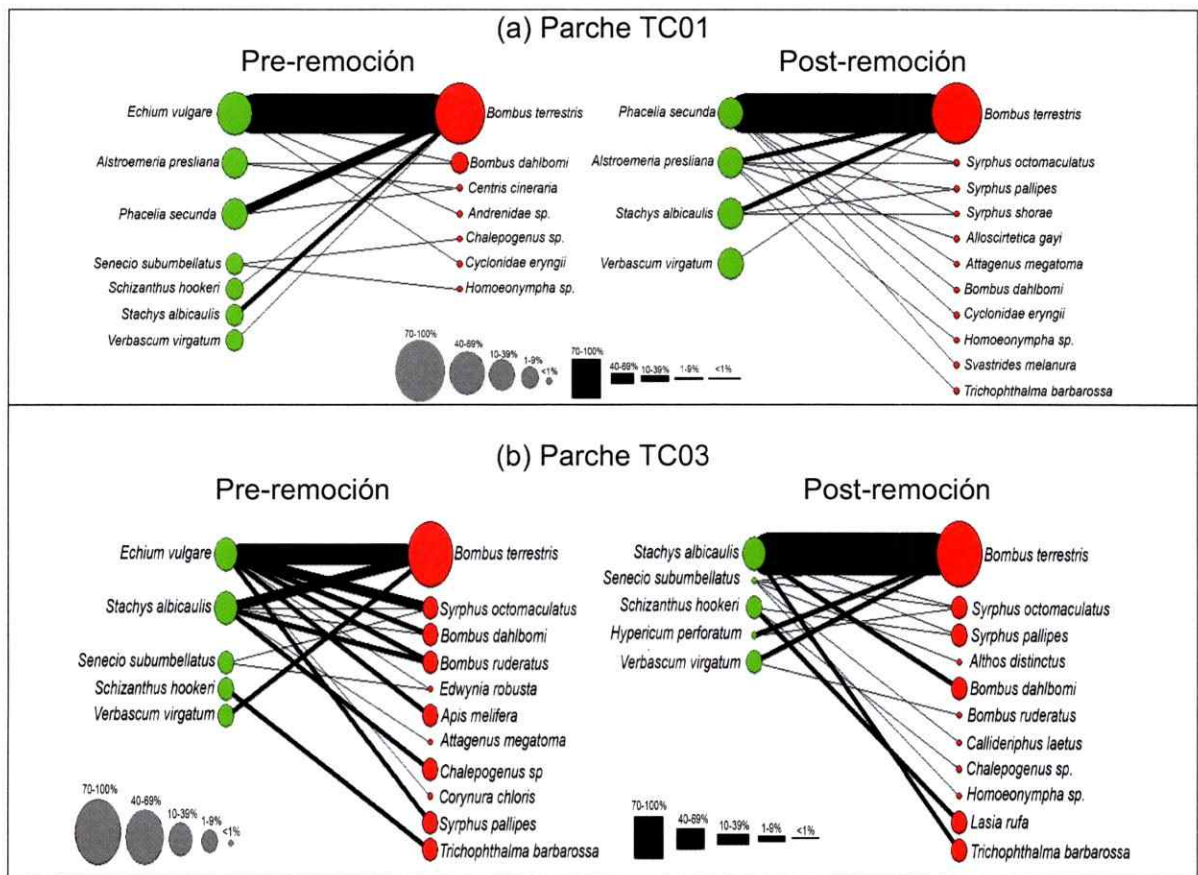 (a) Parche TC01
Pre-remoción
Post-remoción
Echium vulgare
Alstroemeria presliana
Phacelia secunda
Senecio subumbellatus
Schizanthus hookeri
Stachys albicaulis
Verbascum virgatum
Bombus terrestris
Bombus dahlbomi
Centris cineraria
Andrenidae sp.
Chalepogenus sp.
Cyclonidae eryngii
Homoeonympha sp.
Phacelia secunda
Alstroemeria presliana
Stachys albicaulis
Verbascum virgatum
Bombus terrestris
Syrphus octomaculatus
Syrphus pallipes
Syrphus shorae
Alloscirtetica gayi
Attagenus megatoma
Bombus dahlbomi
Cyclonidae eryngii
Homoeonympha sp.
Svastrides melanura
Trichophthalma barbarossa
70-100% 40-69% 10-39% 1-9% <1%
70-100% 40-69% 10-39% 1-9% <1%
(b) Parche TC03
Pre-remoción
Post-remoción
Echium vulgare
Stachys albicaulis
Senecio subumbellatus
Schizanthus hookeri
Verbascum virgatum
Bombus terrestris
Syrphus octomaculatus
Bombus dahlbomi
Bombus ruderatus
Edwynia robusta
Apis melifera
Attagenus megatoma
Chalepogenus sp
Corynura chloris
Syrphus pallipes
Trichophthalma barbarossa
Stachys albicaulis
Senecio subumbellatus
Schizanthus hookeri
Hypericum perforatum
Verbascum virgatum
Bombus terrestris
Syrphus octomaculatus
Syrphus pallipes
Althos distinctus
Bombus dahlbomi
Bombus ruderatus
Callideriphus laetus
Chalepogenus sp.
Homoeonympha sp.
Lasia rufa
Trichophthalma barbarossa
70-100% 40-69% 10-39% 1-9% <1%
70-100% 40-69% 10-39% 1-9% <1%